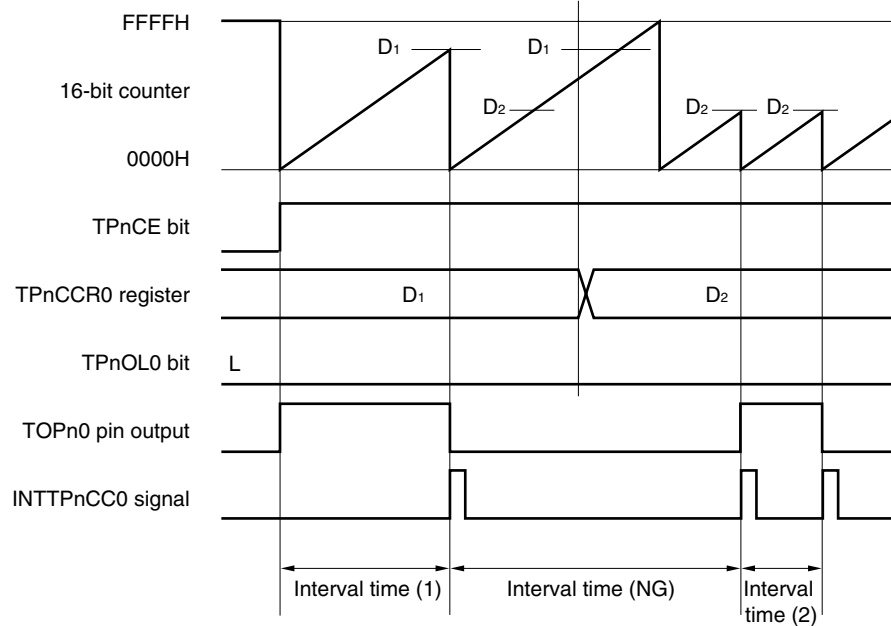 FFFFH
D1
D1
16-bit counter
D2
D2
D2
0000H
TPnCE bit
TPnCCR0 register
D1
D2
TPnOL0 bit
L
TOPn0 pin output
INTTPnCC0 signal
Interval time (1)
Interval time (NG)
Interval
time (2)